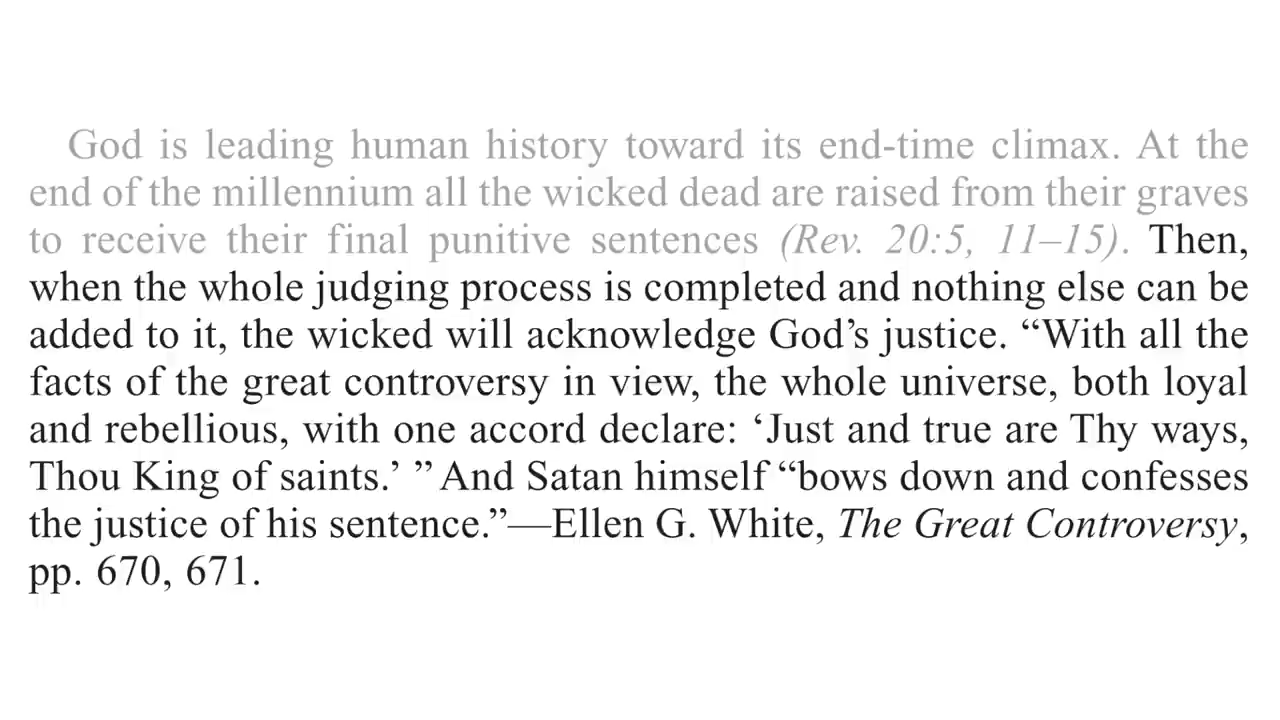 God is leading human history toward its end-time climax. At the
end of the millennium all the wicked dead are raised from their graves
to receive their final punitive sentences (Rev. 20:5, 11–15). Then,
when the whole judging process is completed and nothing else can be
added to it, the wicked will acknowledge God’s justice. “With all the
facts of the great controversy in view, the whole universe, both loyal
and rebellious, with one accord declare: ‘Just and true are Thy ways,
Thou King of saints.’ ” And Satan himself “bows down and confesses
the justice of his sentence.”—Ellen G. White, The Great Controversy,
pp. 670, 671.